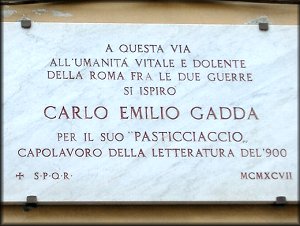 A QUESTA VIA
ALL'UMANITÀ VITALE E DOLENTE
DELLA ROMA FRA LE DUE GUERRE
SI ISPIRO
CARLO EMILIO GADDA
PER IL SUO "PASTICCIACCIO„
CAPOLAVORO DELLA LETTERATURA DEL'900
+ S·P·Q·R· MCMXCVII